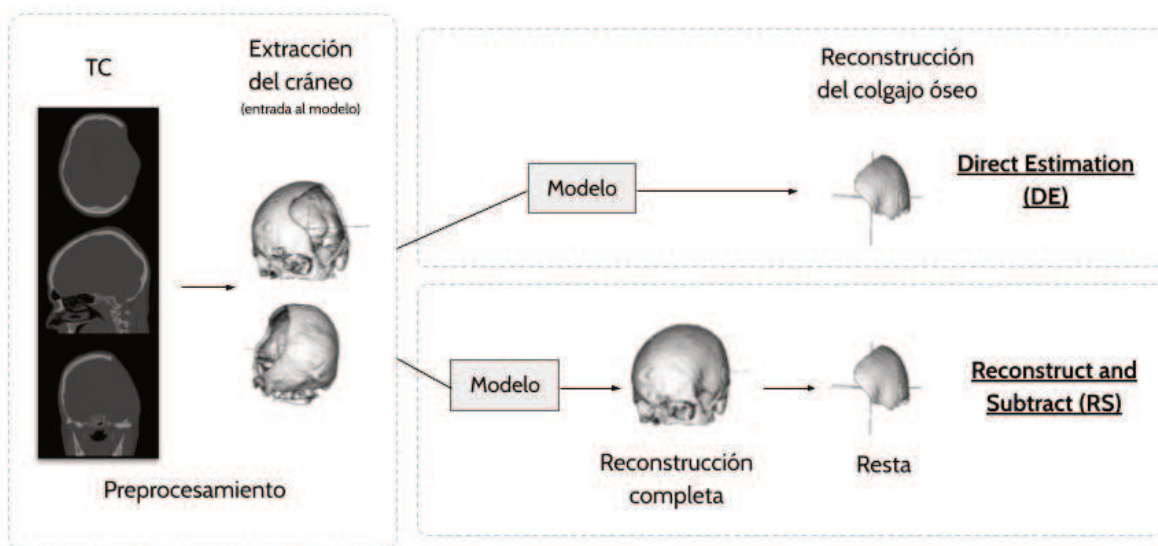 TC
Extracción
del cráneo
(entrada al modelo)
Preprocesamiento
Reconstrucción
del colgajo óseo
Modelo
Direct Estimation
(DE)
Modelo
Reconstrucción
completa
Resta
Reconstruct and
Subtract (RS)